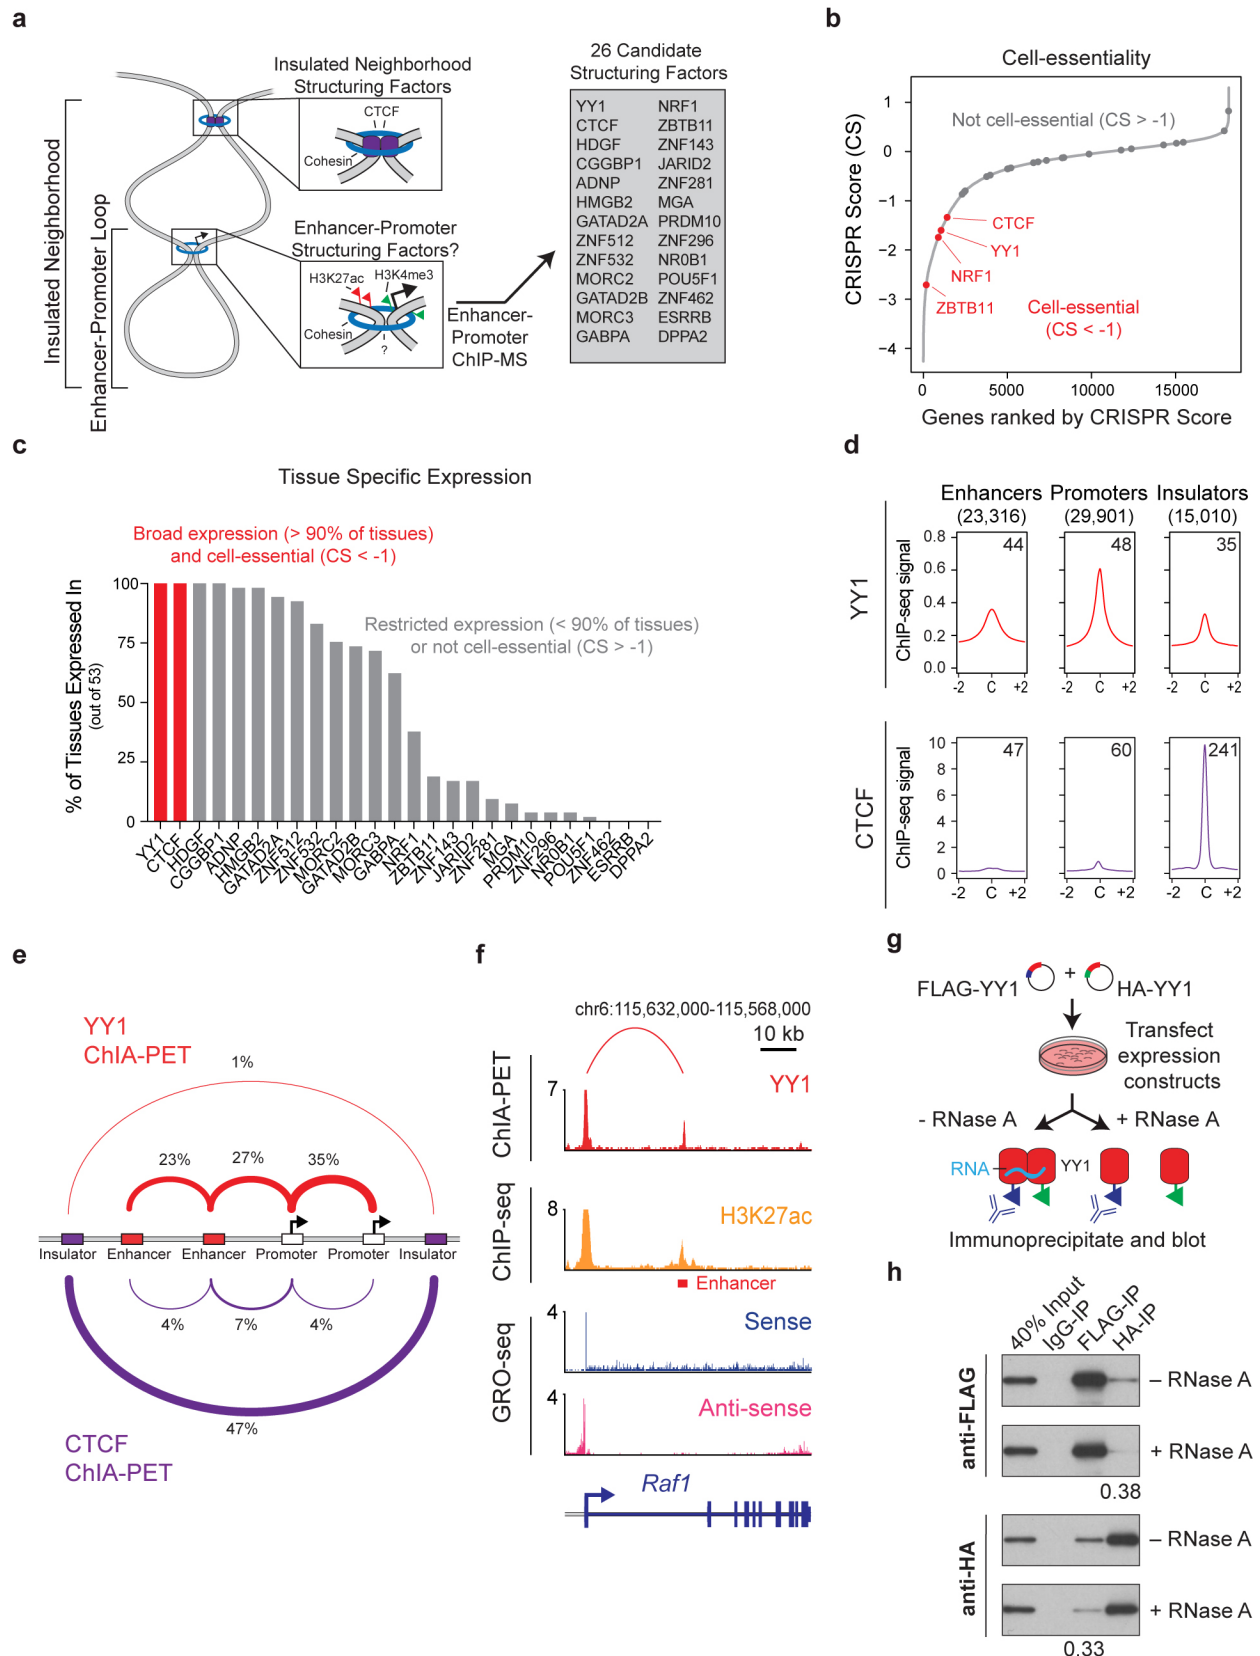 a
Insulated Neighborhood
Structuring Factors
CTCF
Cohesin
Insulated Neighborhood
Enhancer-Promoter Loop
Enhancer-Promoter
Structuring Factors?
H3K27ac
H3K4me3
Cohesin
?
Enhancer-
Promoter
ChIP-MS
26 Candidate
Structuring Factors
YY1 NRF1
CTCF ZBTB11
HDGF ZNF143
CGGBP1 JARID2
ADNP ZNF281
HMGB2 MGA
GATAD2A PRDM10
ZNF512 ZNF296
ZNF532 NR0B1
MORC2 POU5F1
GATAD2B ZNF462
MORC3 ESRRB
GABPA DPPA2
b
Cell-essentiality
CRISPR Score (CS)
1
0
−1
−2
−3
−4
Not cell-essential (CS > -1)
CTCF
YY1
NRF1
ZBTB11
Cell-essential
(CS < -1)
0 5000 10000 15000
Genes ranked by CRISPR Score
c
Tissue Specific Expression
Broad expression (> 90% of tissues)
and cell-essential (CS < -1)
Restricted expression (< 90% of tissues)
or not cell-essential (CS > -1)
% of Tissues Expressed In
(out of 53)
100
75
50
25
0
YY1
CTCF
HDGF
CGGBP1
ADNP
HMGB2
GATAD2A
ZNF512
ZNF532
MORC2
GATAD2B
MORC3
GABPA
NRF1
ZBTB11
ZNF143
JARID2
ZNF281
MGA
PRDM10
ZNF296
NR0B1
POU5F1
ZNF462
ESRRB
DPPA2
d
Enhancers Promoters Insulators
(23,316) (29,901) (15,010)
YY1
ChIP-seq signal
0.8
0.6
0.4
0.2
0.0
44 48 35
-2 C +2 -2 C +2 -2 C +2
CTCF
ChIP-seq signal
10
8
6
4
2
0
47 60 241
-2 C +2 -2 C +2 -2 C +2
e
YY1
ChIA-PET
1%
23% 27% 35%
Insulator Enhancer Enhancer Promoter Promoter Insulator
4% 7% 4%
47%
CTCF
ChIA-PET
f
chr6:115,632,000-115,568,000
10 kb
ChIA-PET
7
YY1
ChIP-seq
8
H3K27ac
Enhancer
GRO-seq
4
Sense
4
Anti-sense
Raf1
g
FLAG-YY1 + HA-YY1
Transfect
expression
constructs
- RNase A + RNase A
RNA YY1
Immunoprecipitate and blot
h
40% Input
IgG-IP
FLAG-IP
HA-IP
anti-FLAG
– RNase A
+ RNase A
0.38
anti-HA
– RNase A
+ RNase A
0.33